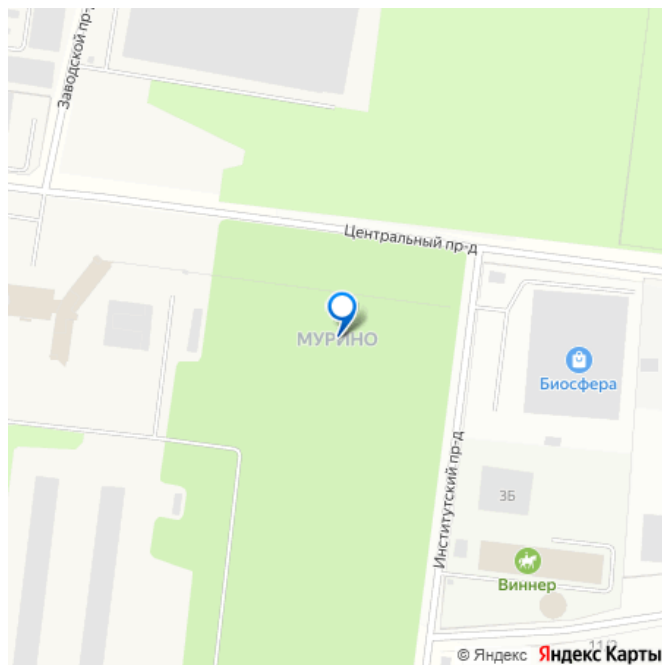 Заводской пр-д
Центральный пр-д
МУРИНО
Биосфера
Институтский пр-д
3Б
Виннер
11/2
© Яндекс Яндекс Карты